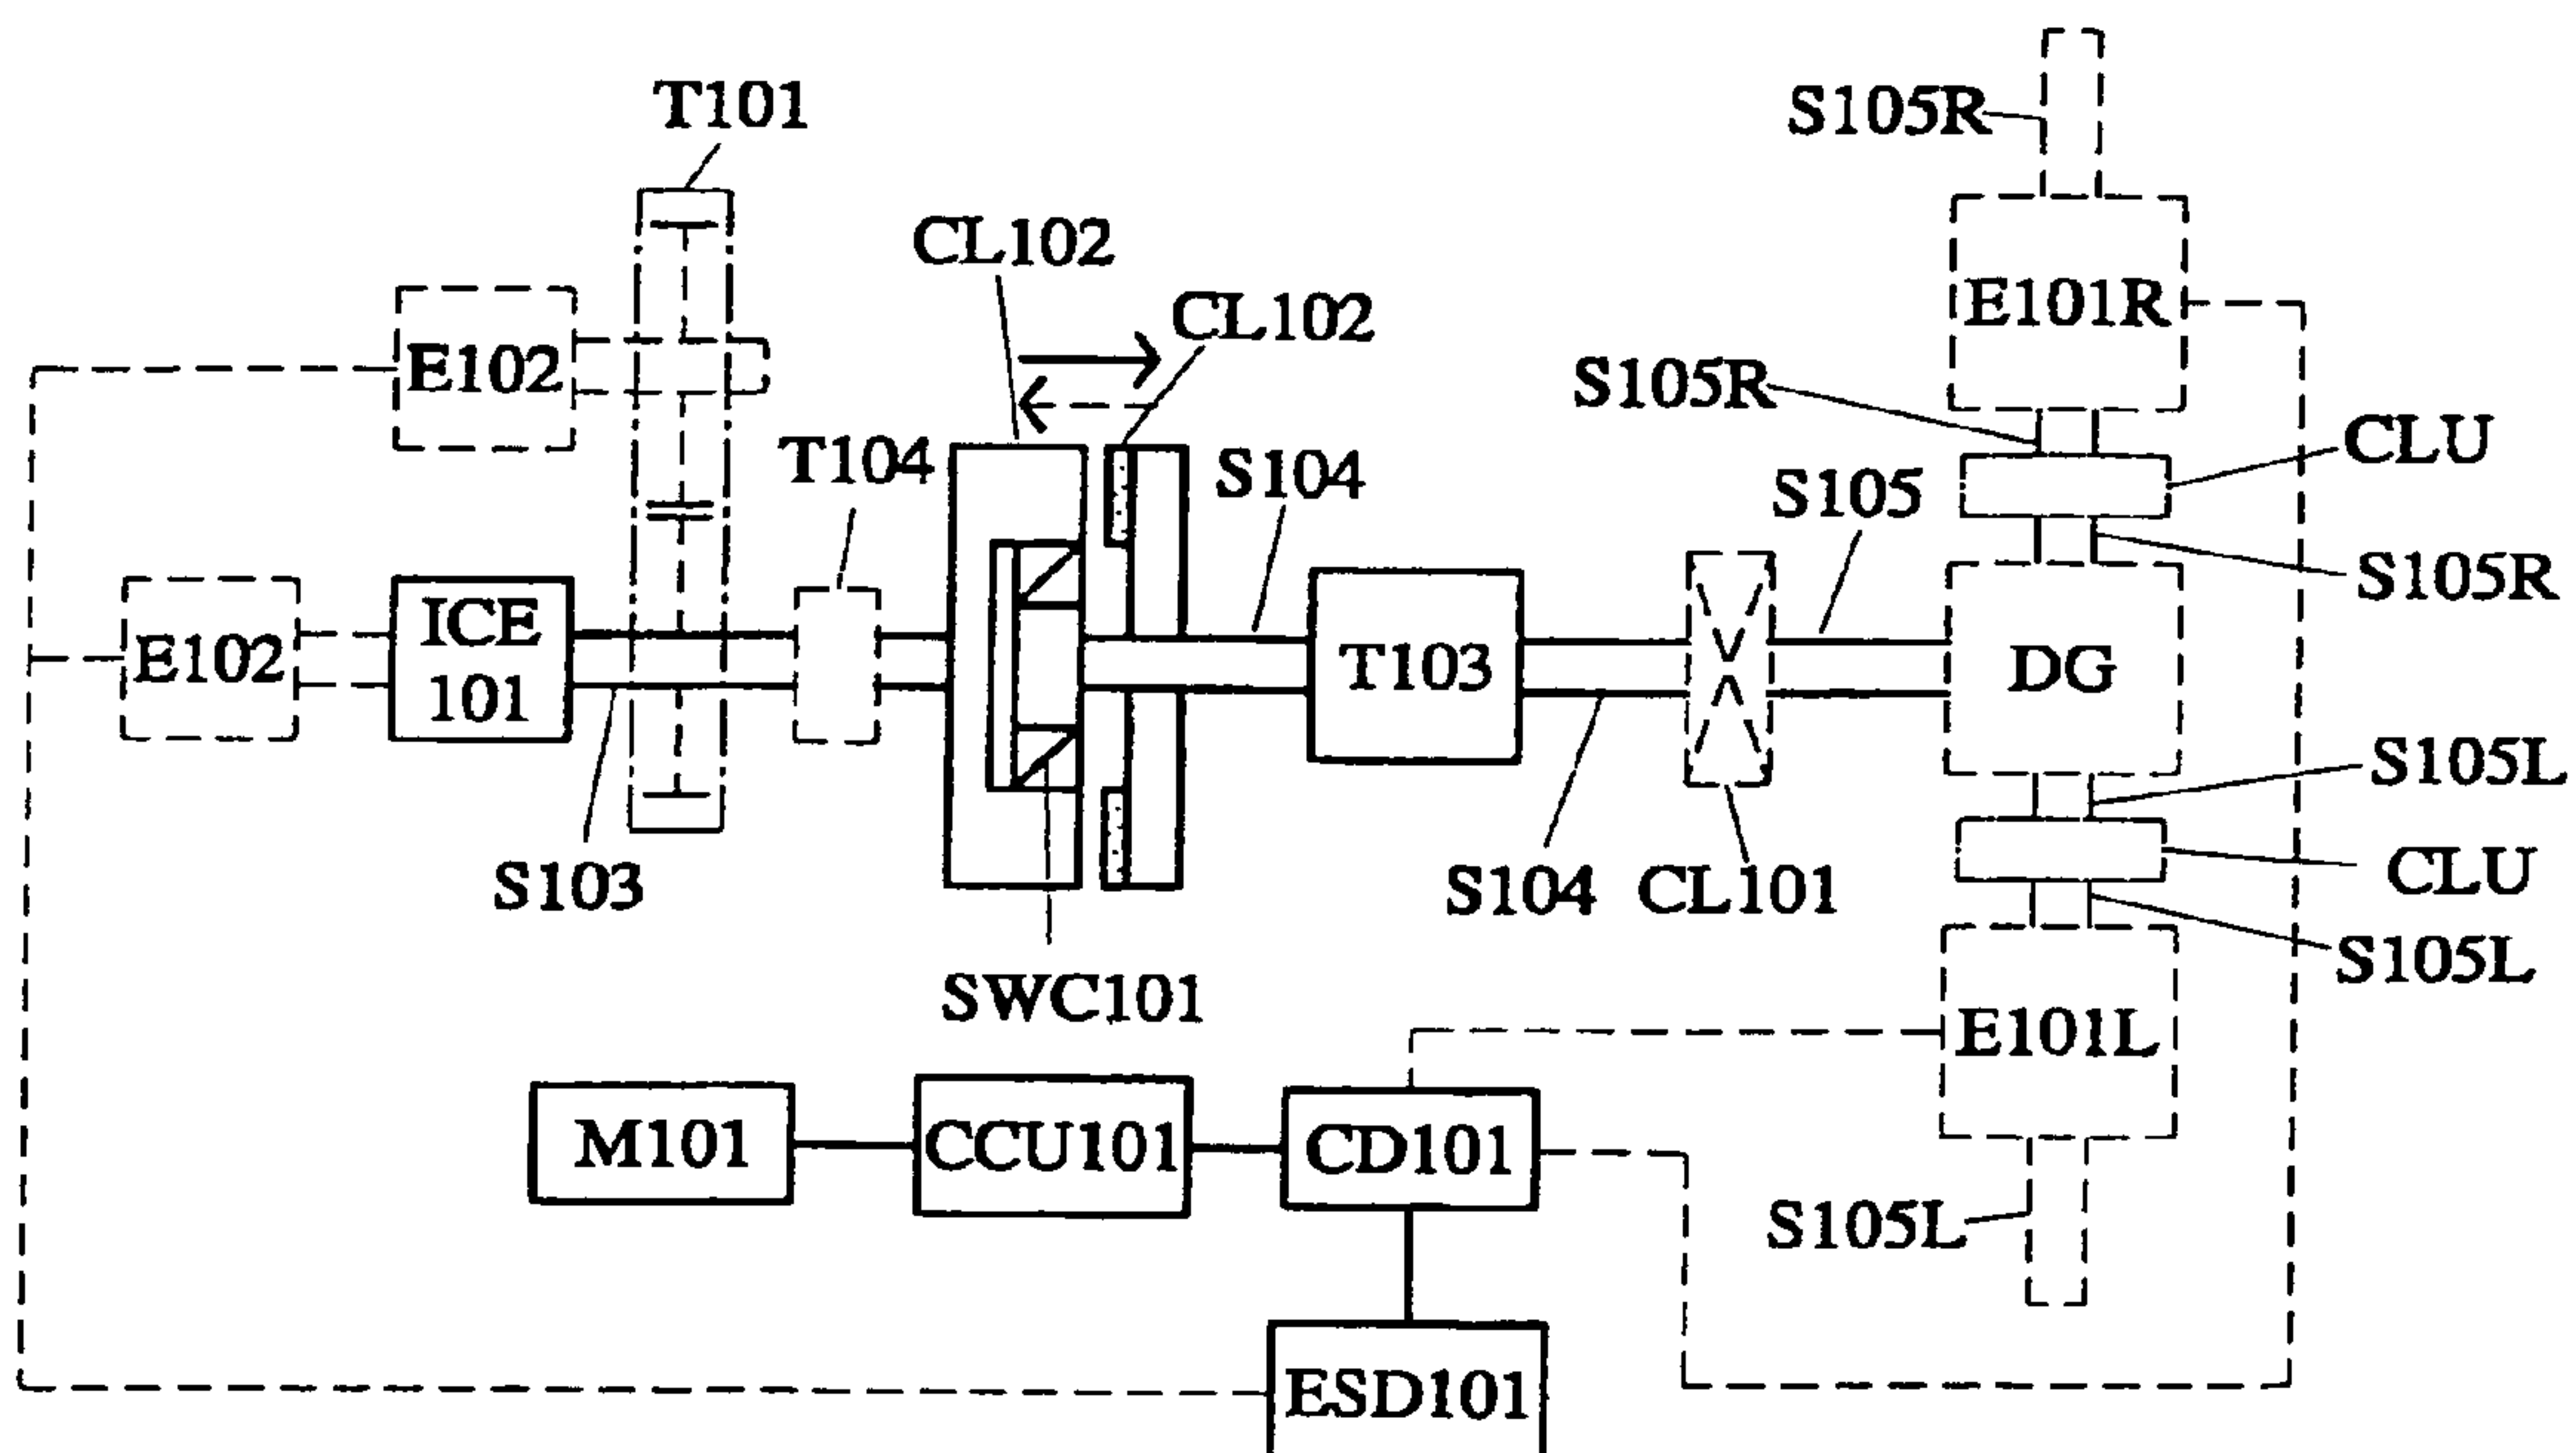 T101
S105R
CL102
CL102
E101R
E102
S105R
CLU
T104
S104
S105
S105R
ICE
101
E102
T103
DG
S105L
S103
S104
CL101
CLU
S105L
SWC101
E101L
M101
CCU101
CD101
S105L
ESD101